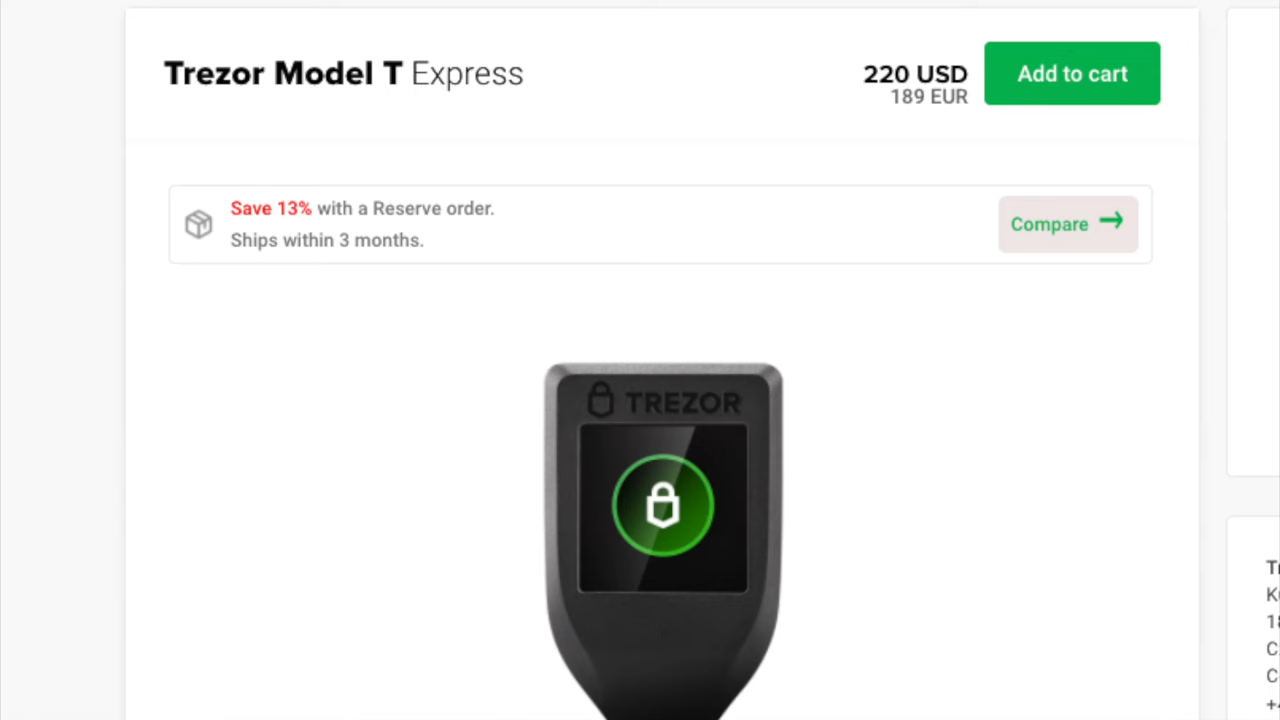 Trezor Model T Express
220 USD
189 EUR
Add to cart
Save 13% with a Reserve order.
Ships within 3 months.
Compare
TREZOR